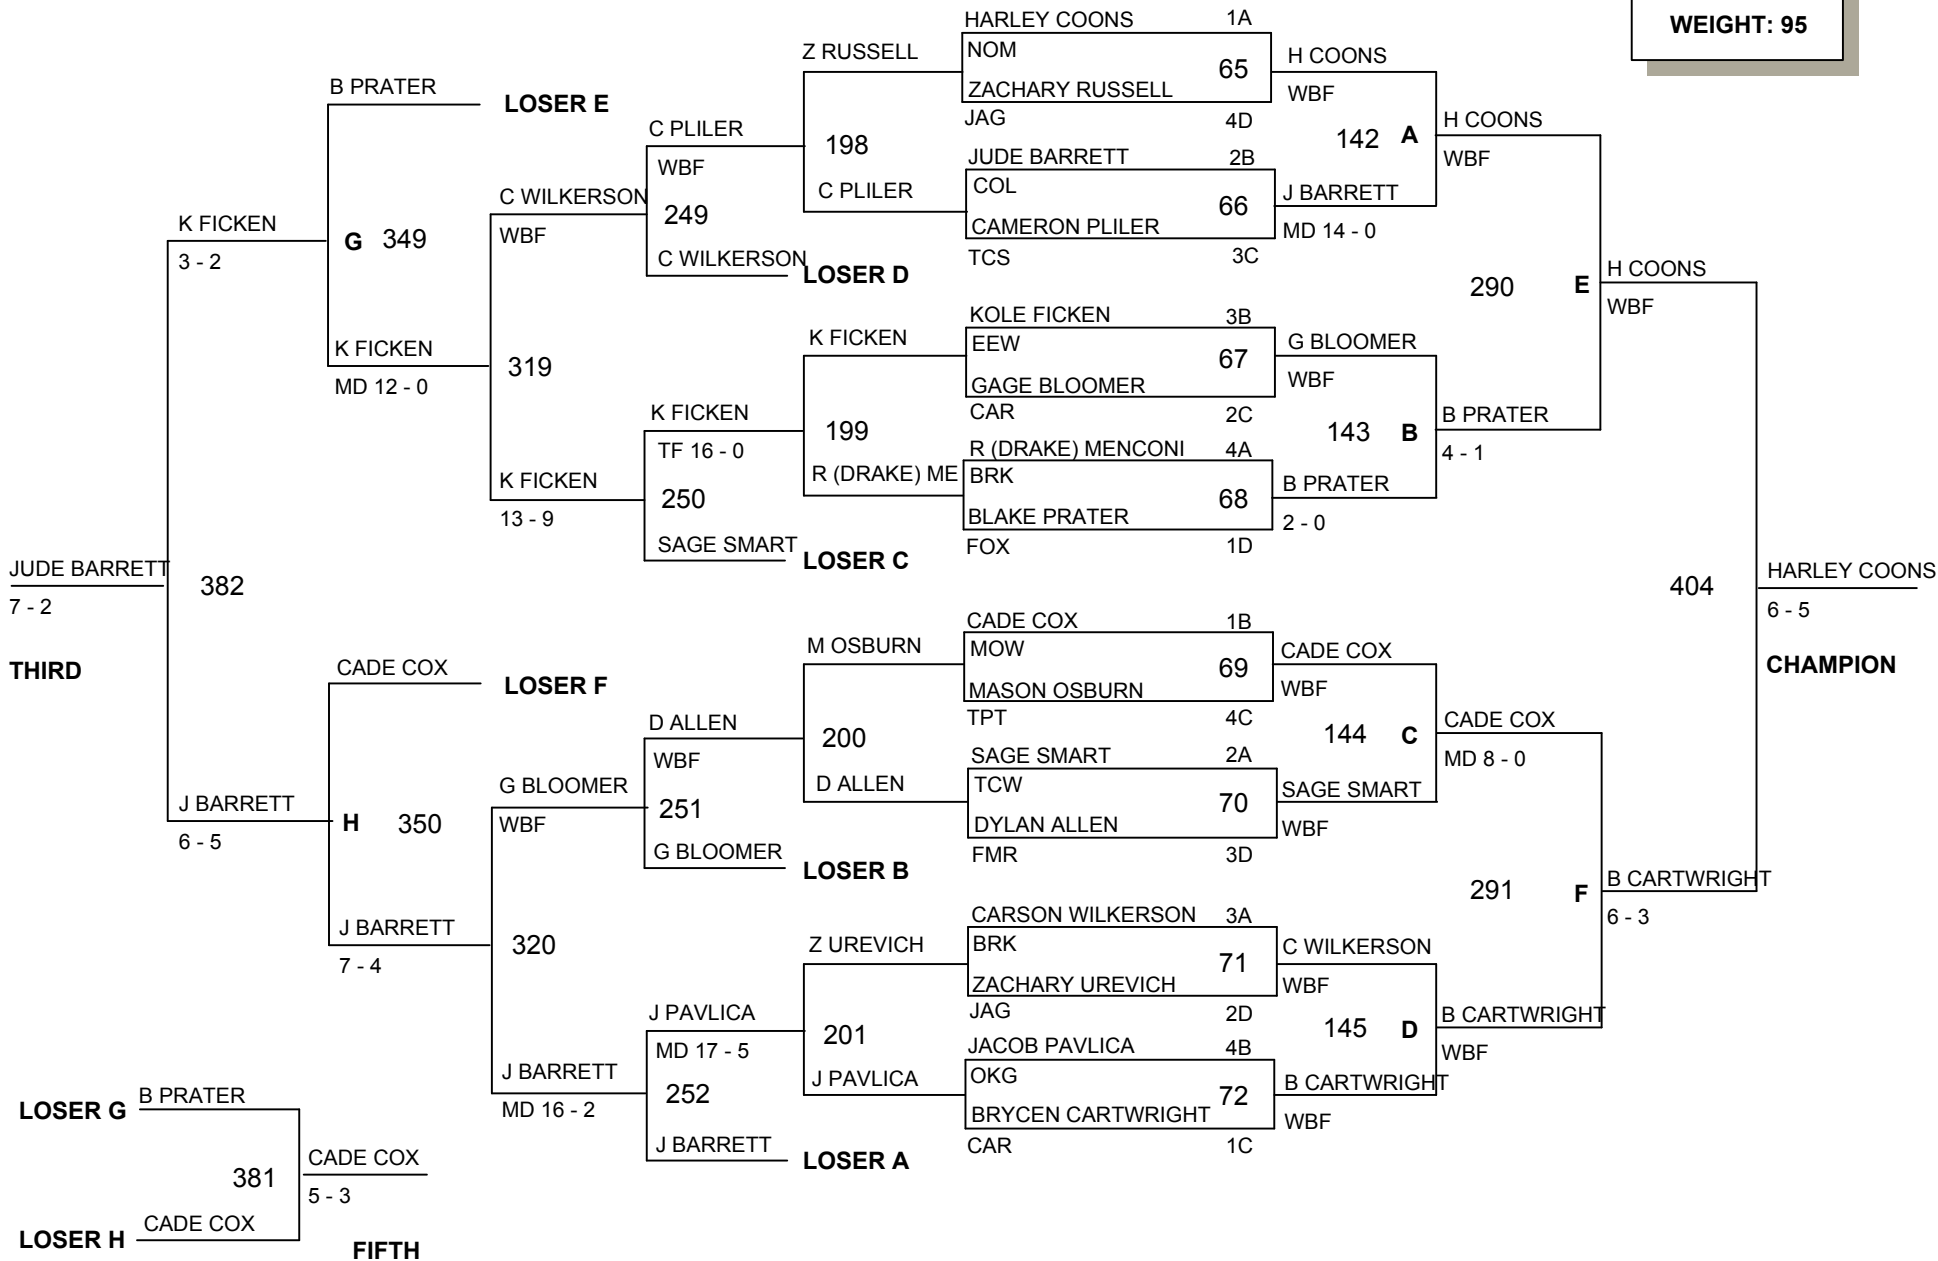 WEIGHT: 95
HARLEY COONS 1A
NOM
65
ZACHARY RUSSELL
JAG 4D
JUDE BARRETT 2B
COL
66
CAMERON PLILER
TCS 3C
KOLE FICKEN 3B
EEW
67
GAGE BLOOMER
CAR 2C
R (DRAKE) MENCONI 4A
BRK
68
BLAKE PRATER
FOX 1D
CADE COX 1B
MOW
69
MASON OSBURN
TPT 4C
SAGE SMART 2A
TCW
70
DYLAN ALLEN
FMR 3D
CARSON WILKERSON 3A
BRK
71
ZACHARY UREVICH
JAG 2D
JACOB PAVLICA 4B
OKG
72
BRYCEN CARTWRIGHT
CAR 1C
H COONS
WBF
142 A
J BARRETT
MD 14 - 0
G BLOOMER
WBF
143 B
B PRATER
2 - 0
CADE COX
WBF
144 C
SAGE SMART
WBF
C WILKERSON
WBF
145 D
B CARTWRIGHT
WBF
H COONS
WBF
290 E
B PRATER
4 - 1
CADE COX
MD 8 - 0
291 F
B CARTWRIGHT
WBF
H COONS
WBF
404
B CARTWRIGHT
6 - 3
HARLEY COONS
6 - 5
CHAMPION
Z RUSSELL
198
C PLILER
K FICKEN
199
R (DRAKE) ME
M OSBURN
200
D ALLEN
Z UREVICH
201
J PAVLICA
C PLILER
WBF
249
C WILKERSON
LOSER D
K FICKEN
TF 16 - 0
250
SAGE SMART
LOSER C
D ALLEN
WBF
251
G BLOOMER
LOSER B
J PAVLICA
MD 17 - 5
252
J BARRETT
LOSER A
C WILKERSON
WBF
319
K FICKEN
13 - 9
G BLOOMER
WBF
320
J BARRETT
MD 16 - 2
B PRATER
LOSER E
G 349
K FICKEN
MD 12 - 0
CADE COX
LOSER F
H 350
J BARRETT
7 - 4
K FICKEN
3 - 2
382
J BARRETT
6 - 5
JUDE BARRETT
7 - 2
THIRD
LOSER G B PRATER
381
LOSER H CADE COX
CADE COX
5 - 3
FIFTH